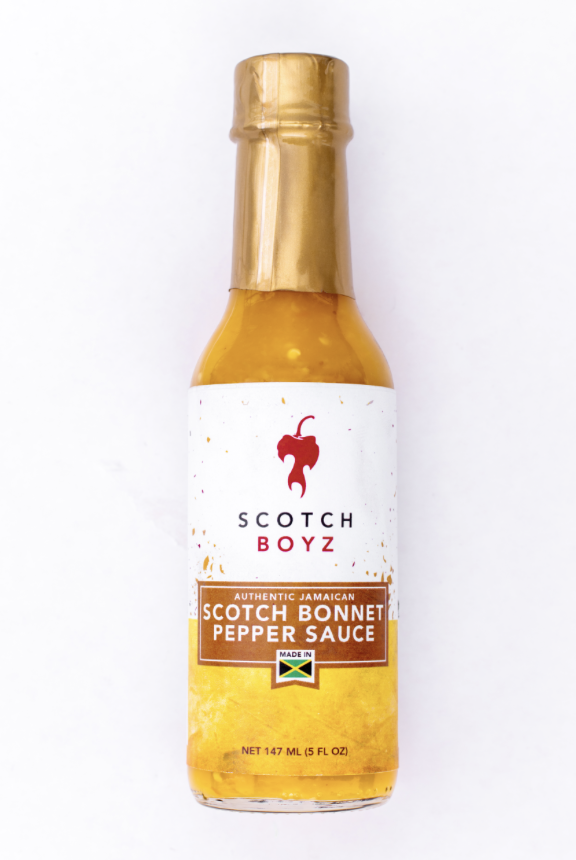 SCOTCH
BOYZ
AUTHENTIC JAMAICAN
SCOTCH BONNET
PEPPER SAUCE
MADE IN
NET 147 ML (5 FL OZ)